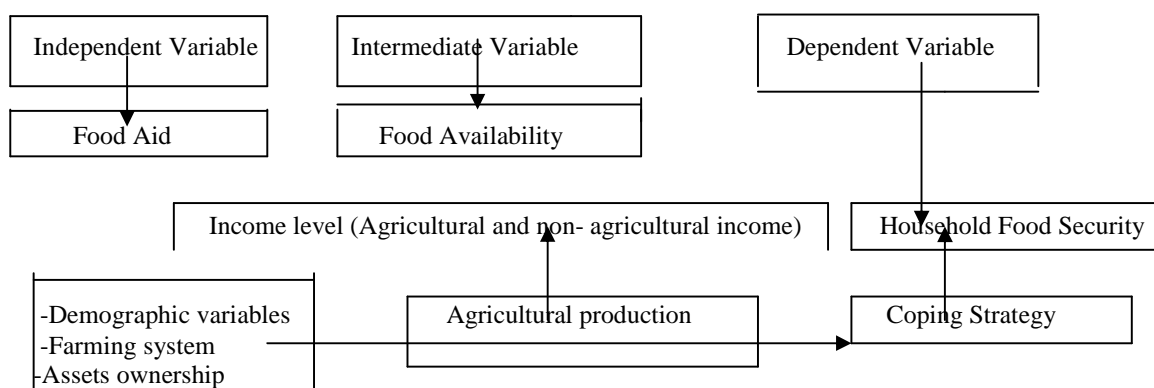 Independent Variable
Intermediate Variable
Dependent Variable
Food Aid
Food Availability
Income level (Agricultural and non- agricultural income)
Household Food Security
-Demographic variables
-Farming system
-Assets ownership
Agricultural production
Coping Strategy